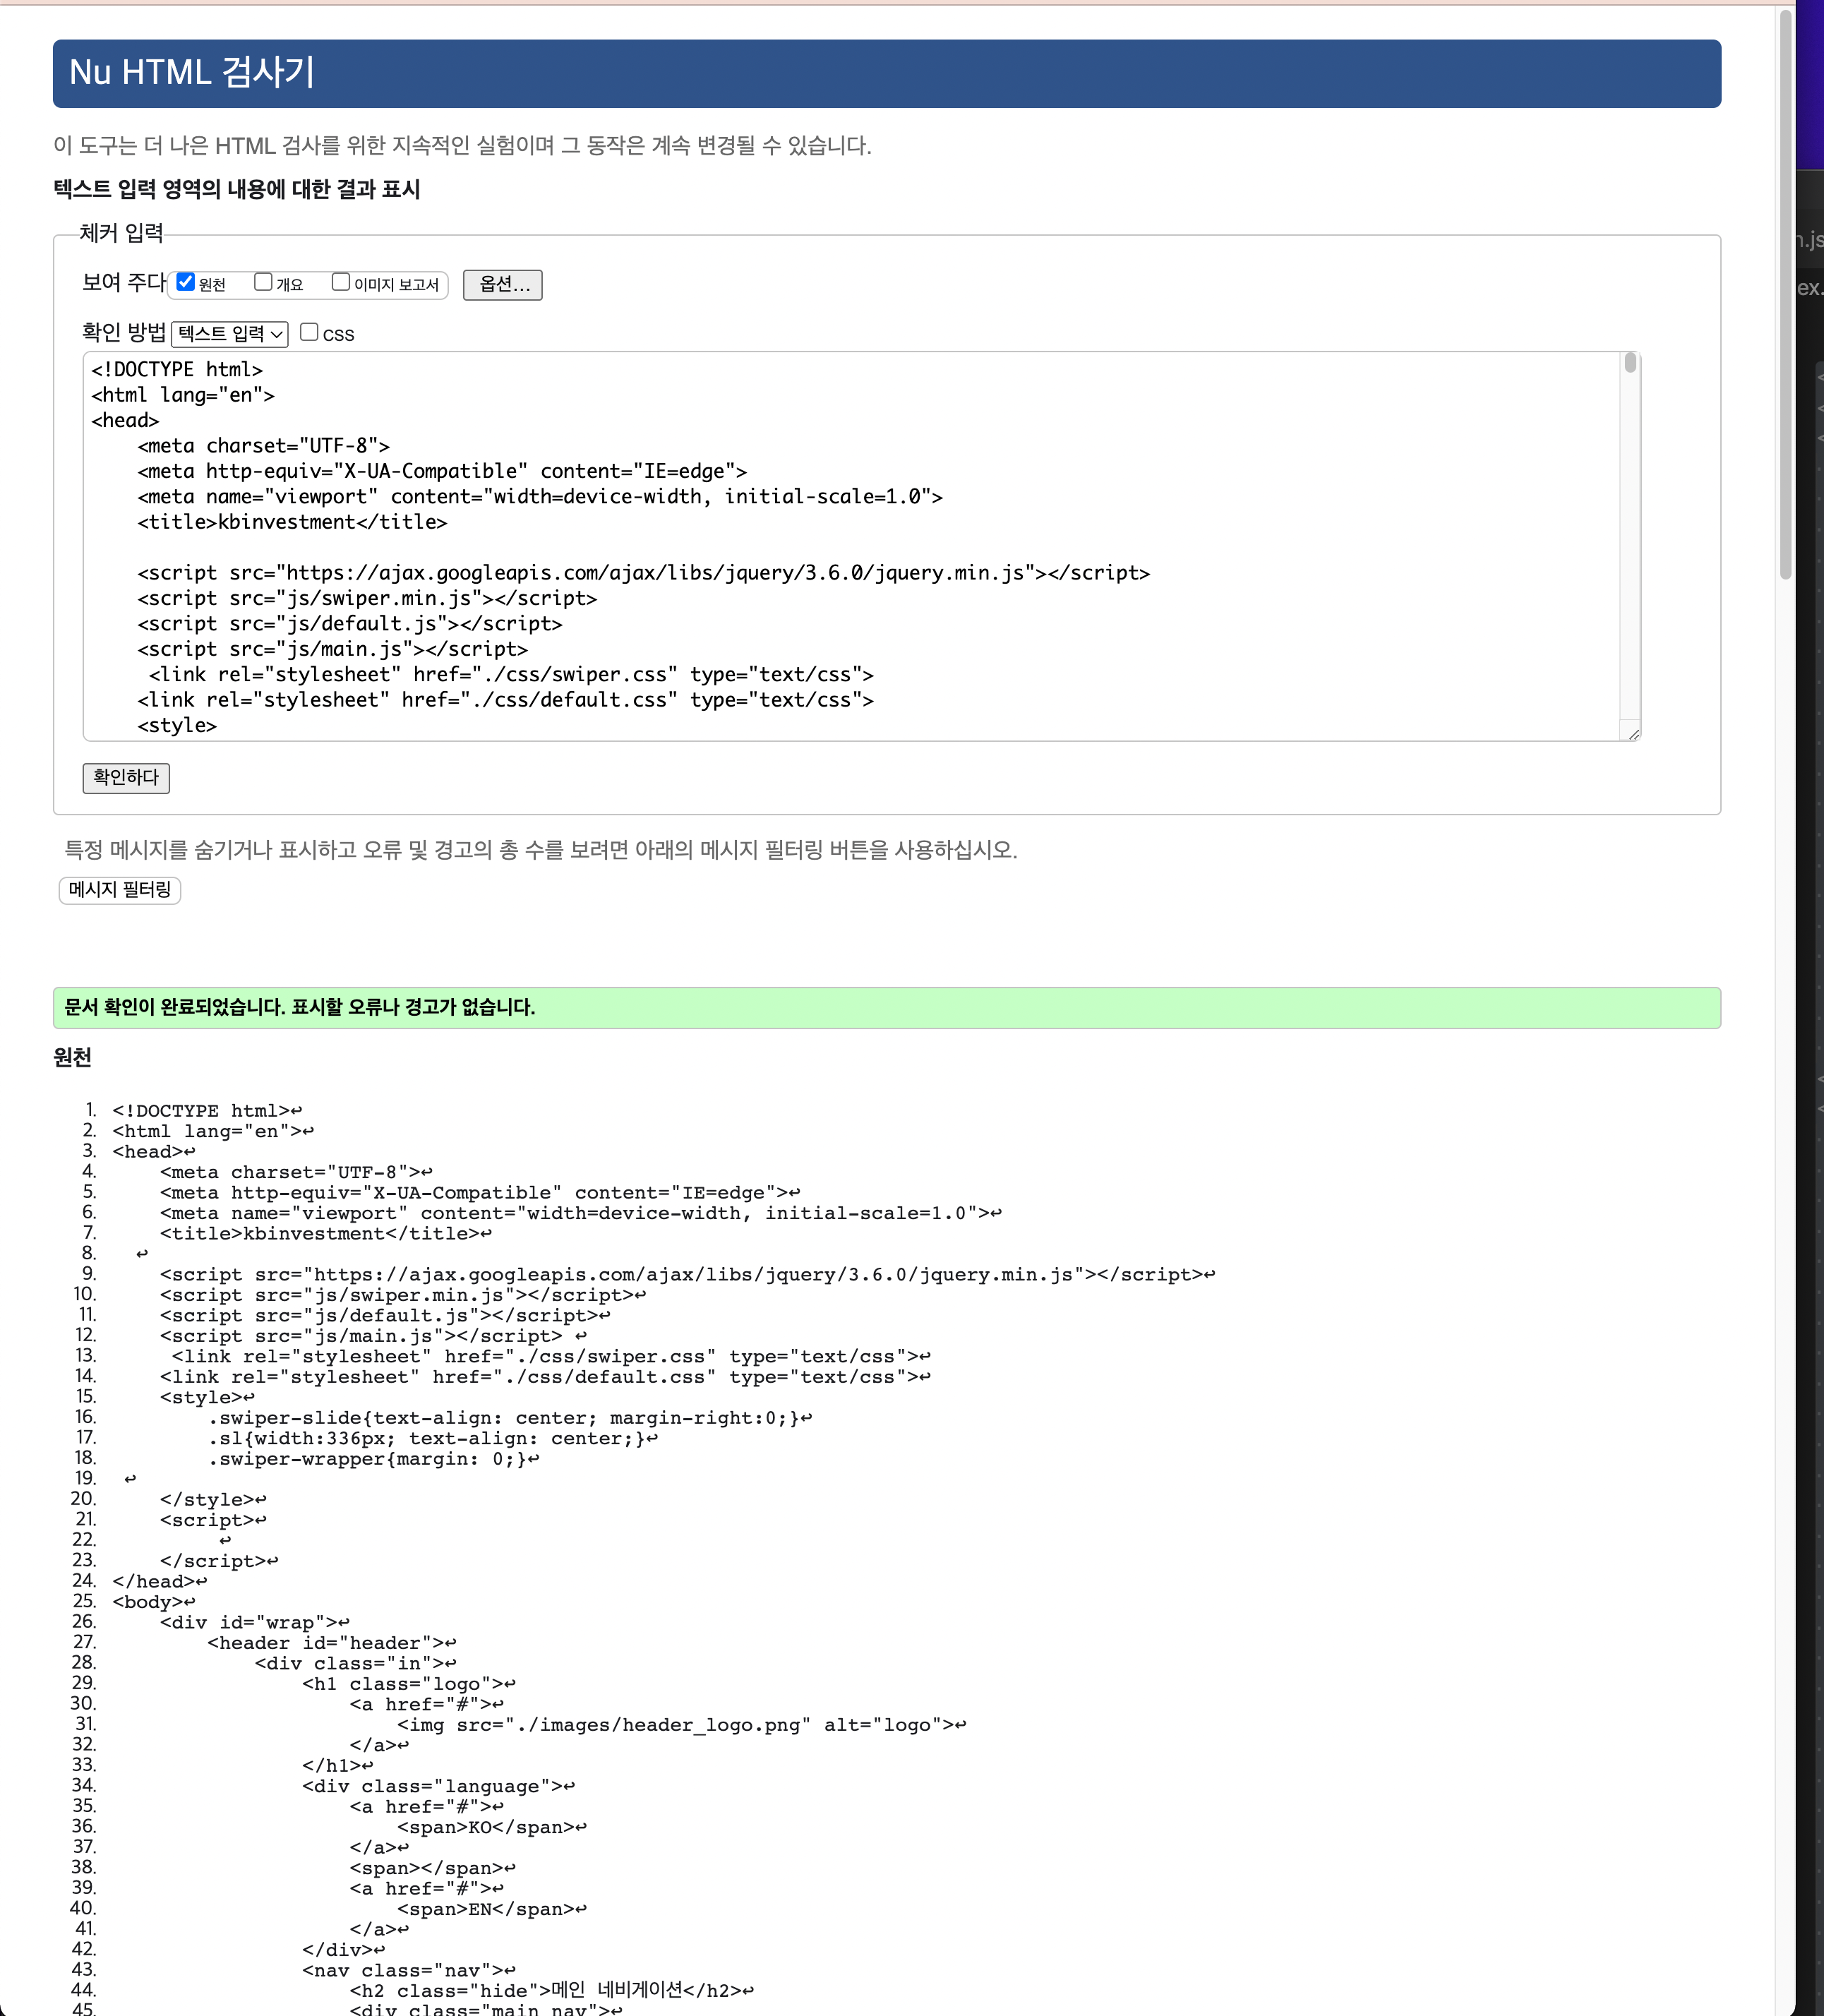 Nu HTML 검사기
이 도구는 더 나은 HTML 검사를 위한 지속적인 실험이며 그 동작은 계속 변경될 수 있습니다.
텍스트 입력 영역의 내용에 대한 결과 표시
체커 입력
보여 주다 원천 개요 이미지 보고서 옵션...
확인 방법 텍스트 입력 CSS
<!DOCTYPE html>
<html lang="en">
<head>
    <meta charset="UTF-8">
    <meta http-equiv="X-UA-Compatible" content="IE=edge">
    <meta name="viewport" content="width=device-width, initial-scale=1.0">
    <title>kbinvestment</title>

    <script src="https://ajax.googleapis.com/ajax/libs/jquery/3.6.0/jquery.min.js"></script>
    <script src="js/swiper.min.js"></script>
    <script src="js/default.js"></script>
    <script src="js/main.js"></script>
     <link rel="stylesheet" href="./css/swiper.css" type="text/css">
    <link rel="stylesheet" href="./css/default.css" type="text/css">
    <style>
확인하다
특정 메시지를 숨기거나 표시하고 오류 및 경고의 총 수를 보려면 아래의 메시지 필터링 버튼을 사용하십시오.
메시지 필터링
문서 확인이 완료되었습니다. 표시할 오류나 경고가 없습니다.
원천
1. <!DOCTYPE html>↩
2. <html lang="en">↩
3. <head>↩
4.     <meta charset="UTF-8">↩
5.     <meta http-equiv="X-UA-Compatible" content="IE=edge">↩
6.     <meta name="viewport" content="width=device-width, initial-scale=1.0">↩
7.     <title>kbinvestment</title>↩
8.   ↩
9.     <script src="https://ajax.googleapis.com/ajax/libs/jquery/3.6.0/jquery.min.js"></script>↩
10.     <script src="js/swiper.min.js"></script>↩
11.     <script src="js/default.js"></script>↩
12.     <script src="js/main.js"></script> ↩
13.      <link rel="stylesheet" href="./css/swiper.css" type="text/css">↩
14.     <link rel="stylesheet" href="./css/default.css" type="text/css">↩
15.     <style>↩
16.         .swiper-slide{text-align: center; margin-right:0;}↩
17.         .sl{width:336px; text-align: center;}↩
18.         .swiper-wrapper{margin: 0;}↩
19.  ↩
20.     </style>↩
21.     <script>↩
22.          ↩
23.     </script>↩
24. </head>↩
25. <body>↩
26.     <div id="wrap">↩
27.         <header id="header">↩
28.             <div class="in">↩
29.                 <h1 class="logo">↩
30.                     <a href="#">↩
31.                         <img src="./images/header_logo.png" alt="logo">↩
32.                     </a>↩
33.                 </h1>↩
34.                 <div class="language">↩
35.                     <a href="#">↩
36.                         <span>KO</span>↩
37.                     </a>↩
38.                     <span></span>↩
39.                     <a href="#">↩
40.                         <span>EN</span>↩
41.                     </a>↩
42.                 </div>↩
43.                 <nav class="nav">↩
44.                     <h2 class="hide">메인 네비게이션</h2>↩
45.                     <div class="main_nav">↩